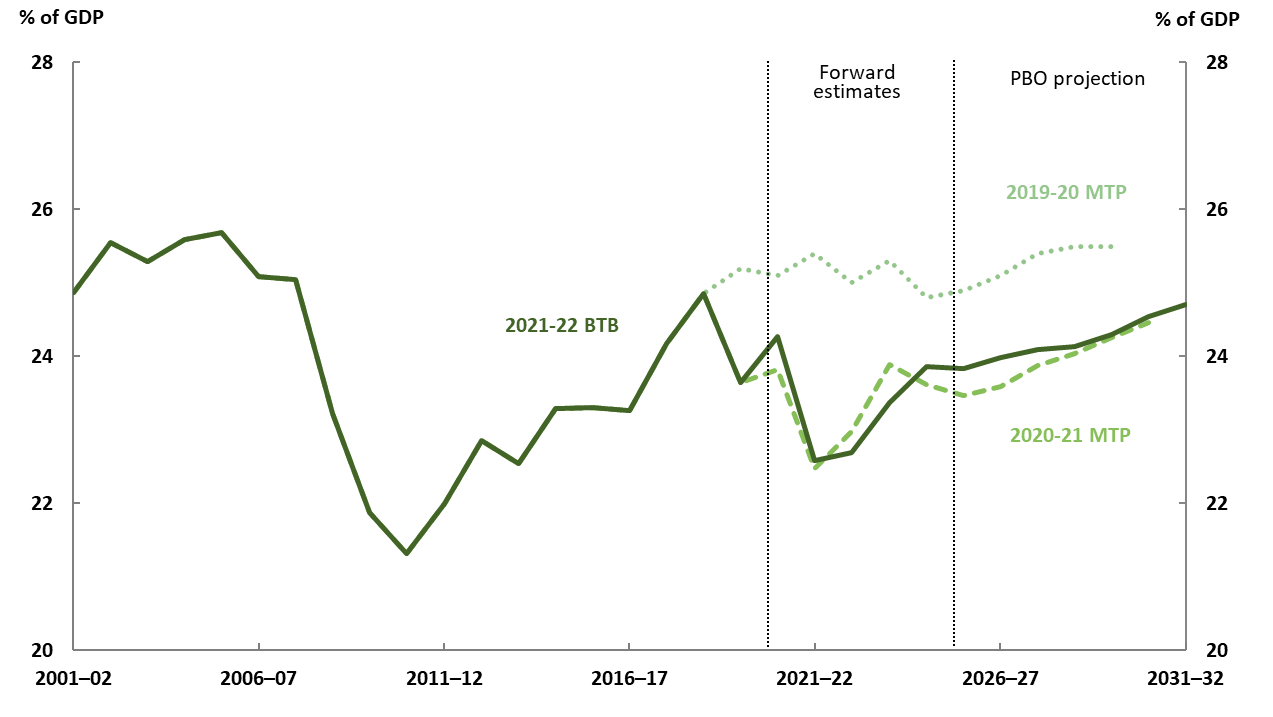 % of GDP
% of GDP
28
26
24
22
20
28
26
24
22
20
Forward
estimates
PBO projection
2019-20 MTP
2021-22 BTB
2020-21 MTP
2001–02
2006–07
2011–12
2016–17
2021–22
2026–27
2031–32